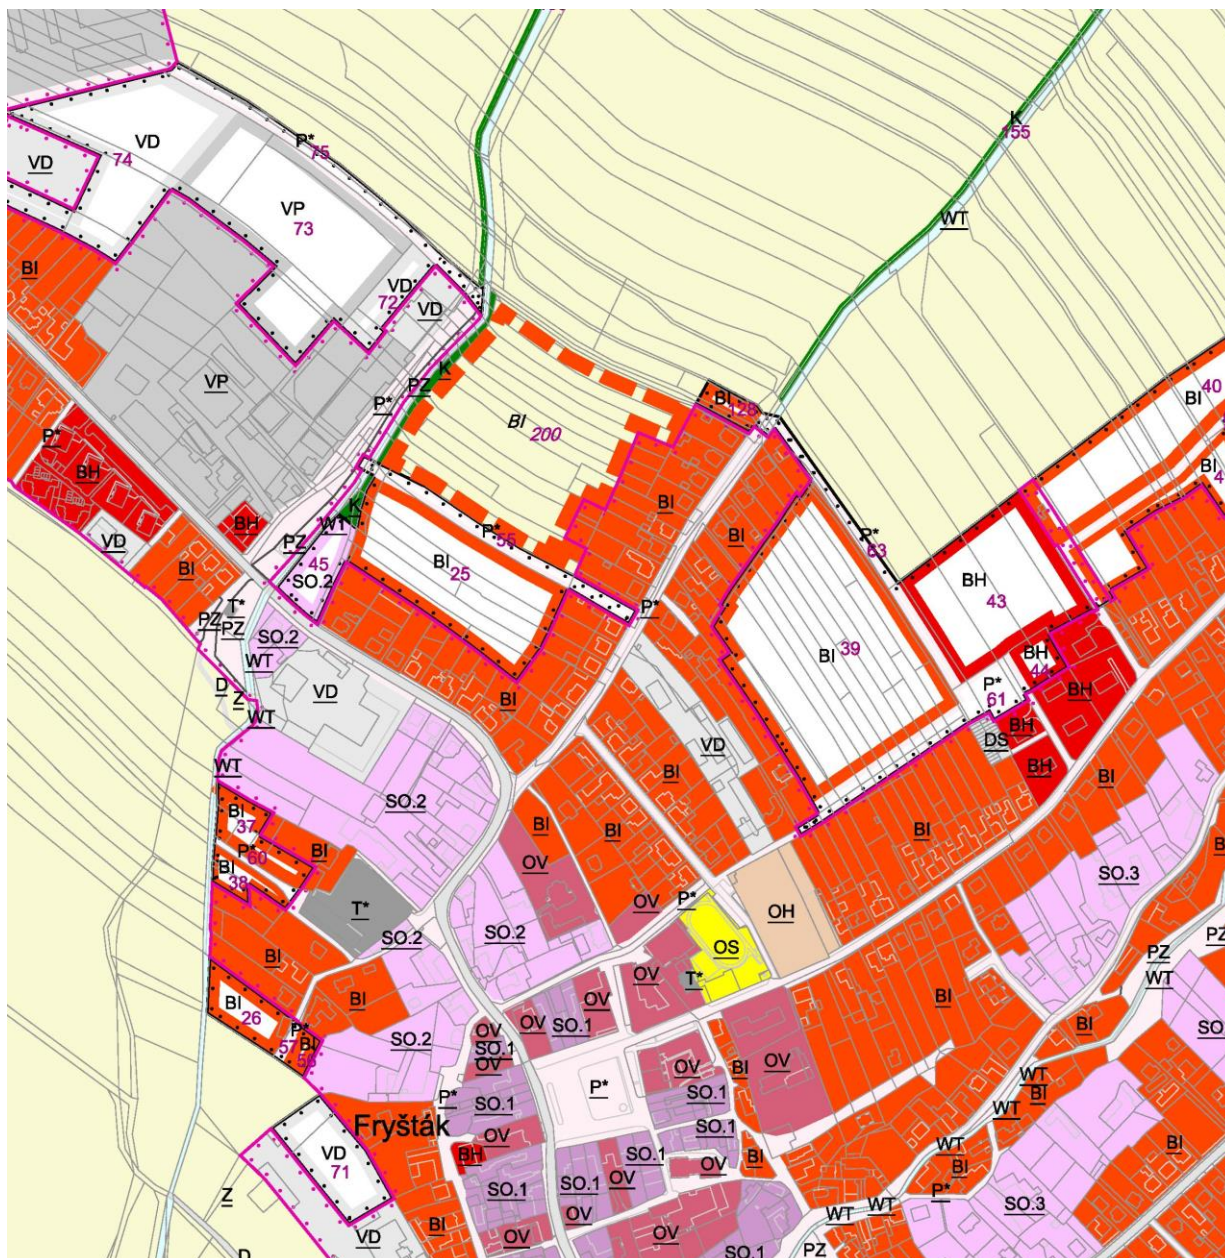 K
155
P*
75
VD
74
VD
VP
73
WT
BI
VD
72
VD
40
BI
K
PZ
P*
VP
BI
128
BI
200
P*
BH
BI
BI
K
BH
W1
P*
55
P*
63
VD
PZ
45
SO.2
BI
25
BH
43
BI
T*
PZ
PZ
P*
BI
39
BH
44
SO.2
WT
P*
61
BH
D
Z
VD
BI
BH
WT
DS
VD
BH
WT
SO.2
BI
BI
BI
37
BI
BI
BI
P*
60
BI
38
OV
SO.3
T*
P*
OV
OH
SO.2
SO.2
OS
PZ
PZ
WT
BI
OV
T*
BI
BI
26
BI
OV
OV
SO.1
BI
P*
57
BI
SO.2
OV
SO.1
OV
OV
OV
BI
P*
SO.1
WT
BI
P*
SO.1
WT
Fryšták
OV
SO.1
VD
71
BH
SO.1
OV
BI
WT
BI
BI
SO.1
SO.1
OV
P*
Z
SO.3
WT
WT
VD
BI
OV
OV
OV
D
SO.1
PZ